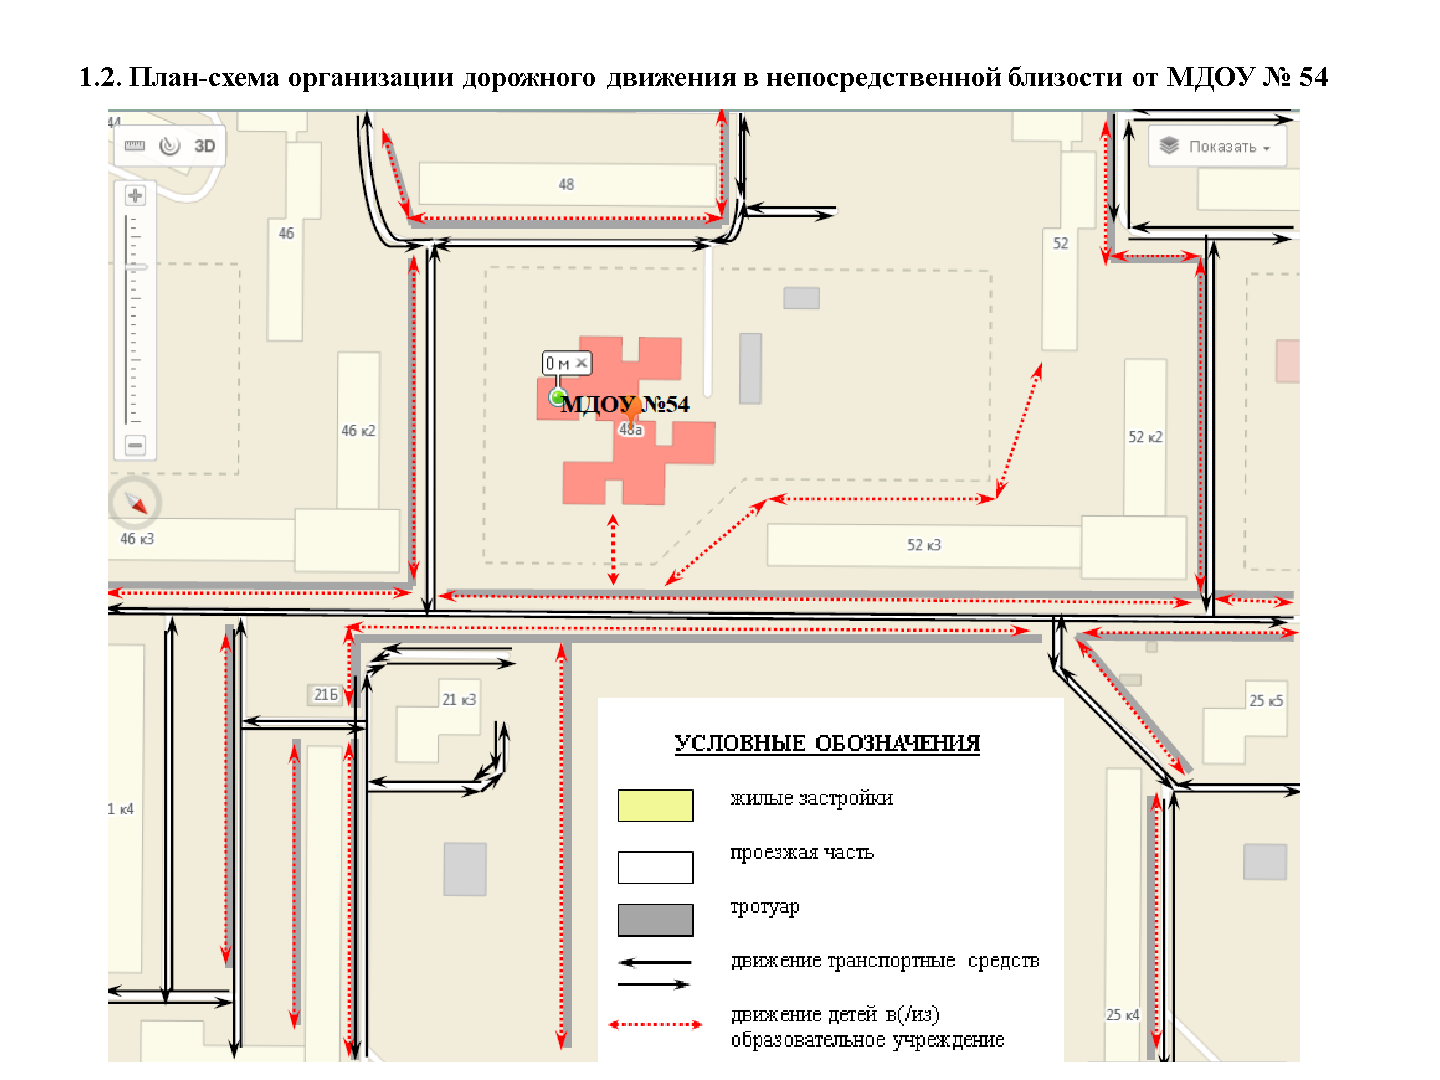 1.2. План-схема организации дорожного движения в непосредственной близости от МДОУ № 54
44
3D
Показать
48
46
52
0 м
МДОУ №54
48а
46 к2
52 к2
46 к3
52 к3
21Б
21 к3
25 к5
УСЛОВНЫЕ ОБОЗНАЧЕНИЯ
жилые застройки
1 к4
проезжая часть
тротуар
движение транспортные средств
движение детей в(/из)
25 к4
образовательное учреждение